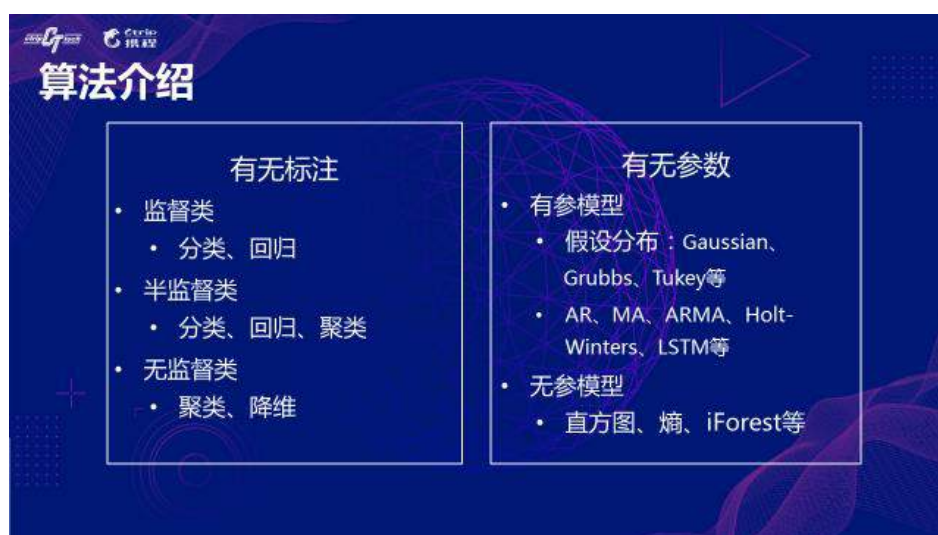 Ctrip
携程
算法介绍
有无标注
• 监督类
• 分类、回归
• 半监督类
• 分类、回归、聚类
• 无监督类
• 聚类、降维
有无参数
• 有参模型
• 假设分布：Gaussian、
Grubbs、Tukey等
• AR、MA、ARMA、Holt-
Winters、LSTM等
• 无参模型
• 直方图、熵、iForest等